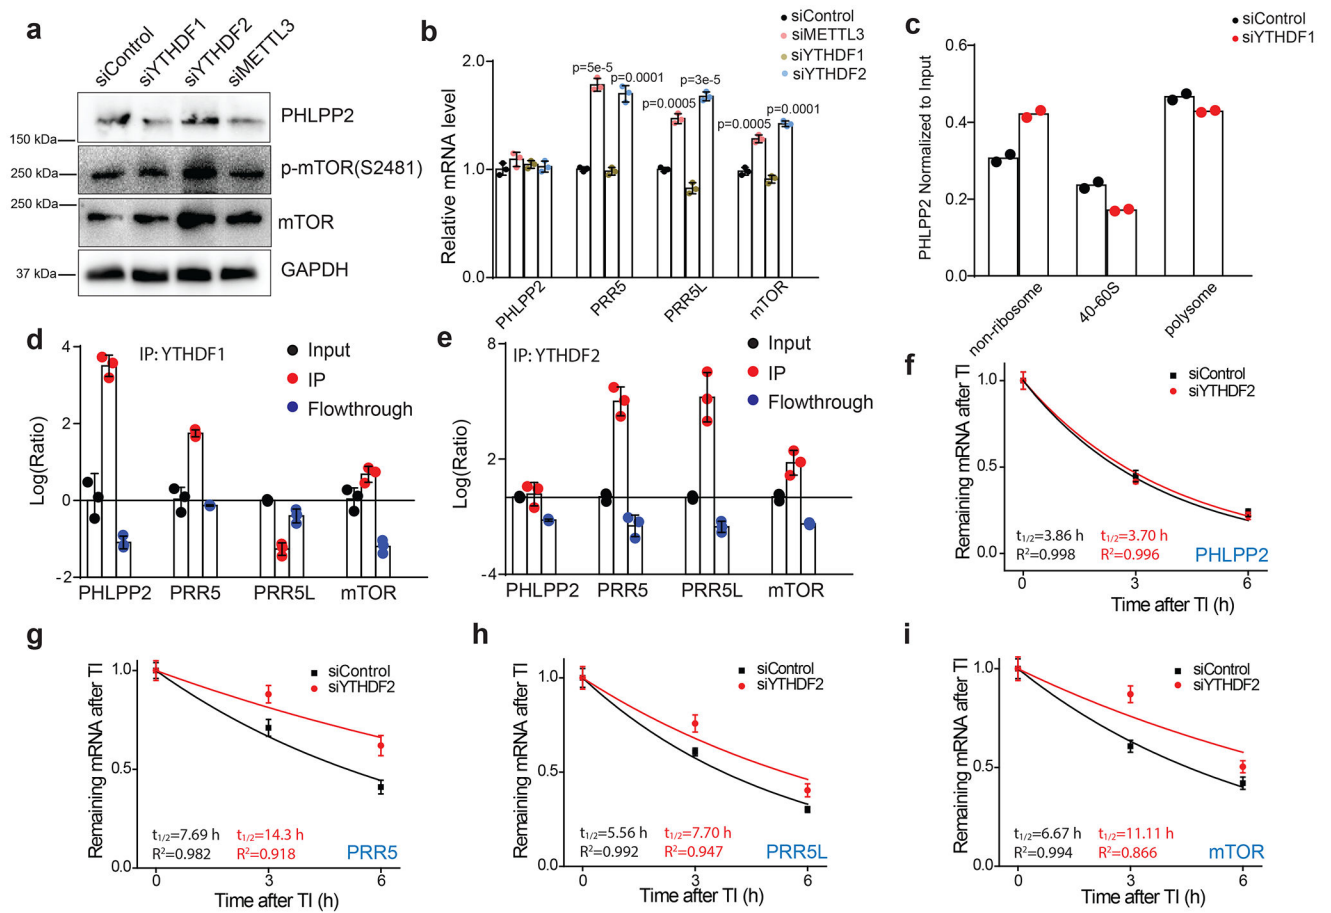 a
siControl
siYTHDF1
siYTHDF2
siMETTL3
PHLPP2
150 kDa
p-mTOR(S2481)
250 kDa
250 kDa
mTOR
37 kDa
GAPDH
b
siControl
siMETTL3
siYTHDF1
siYTHDF2
Relative mRNA level
2.0
1.0
0.0
p=5e-5
p=0.0001
p=0.0005
p=3e-5
p=0.0005
p=0.0001
PHLPP2
PRR5
PRR5L
mTOR
c
siControl
siYTHDF1
PHLPP2 Normalized to Input
0.6
0.4
0.2
0.0
non-ribosome
40-60S
polysome
d
IP: YTHDF1
Input
IP
Flowthrough
Log(Ratio)
4
2
0
-2
PHLPP2
PRR5
PRR5L
mTOR
e
IP: YTHDF2
Input
IP
Flowthrough
Log(Ratio)
8
2
-4
PHLPP2
PRR5
PRR5L
mTOR
f
siControl
siYTHDF2
Remaining mRNA after TI
1.0
0.5
0.0
t1/2=3.86 h t1/2=3.70 h
R2=0.998 R2=0.996 PHLPP2
0 3 6
Time after TI (h)
g
siControl
siYTHDF2
Remaining mRNA after TI
1.0
0.5
0.0
t1/2=7.69 h t1/2=14.3 h
R2=0.982 R2=0.918 PRR5
0 3 6
Time after TI (h)
h
siControl
siYTHDF2
Remaining mRNA after TI
1.0
0.5
0.0
t1/2=5.56 h t1/2=7.70 h
R2=0.992 R2=0.947 PRR5L
0 3 6
Time after TI (h)
i
siControl
siYTHDF2
Remaining mRNA after TI
1.0
0.5
0.0
t1/2=6.67 h t1/2=11.11 h
R2=0.994 R2=0.866 mTOR
0 3 6
Time after TI (h)